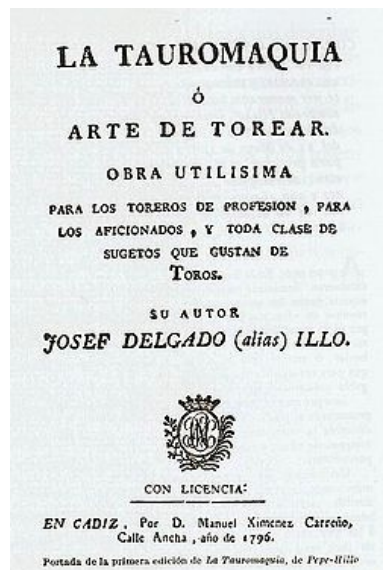 LA TAUROMAQUIA
Ó
ARTE DE TOREAR.
OBRA UTILISIMA
PARA LOS TOREROS DE PROFESION, PARA
LOS AFICIONADOS, Y TODA CLASE DE
SUGETOS QUE GUSTAN DE
TOROS.
SU AUTOR
JOSEF DELGADO (alias) ILLO.
CON LICENCIA:
EN CADIZ, Por D. Manuel Ximenez Carreño,
Calle Ancha, año de 1796.
Portada de la primera edición de La Tauromaquia, de Pepe-Hillo